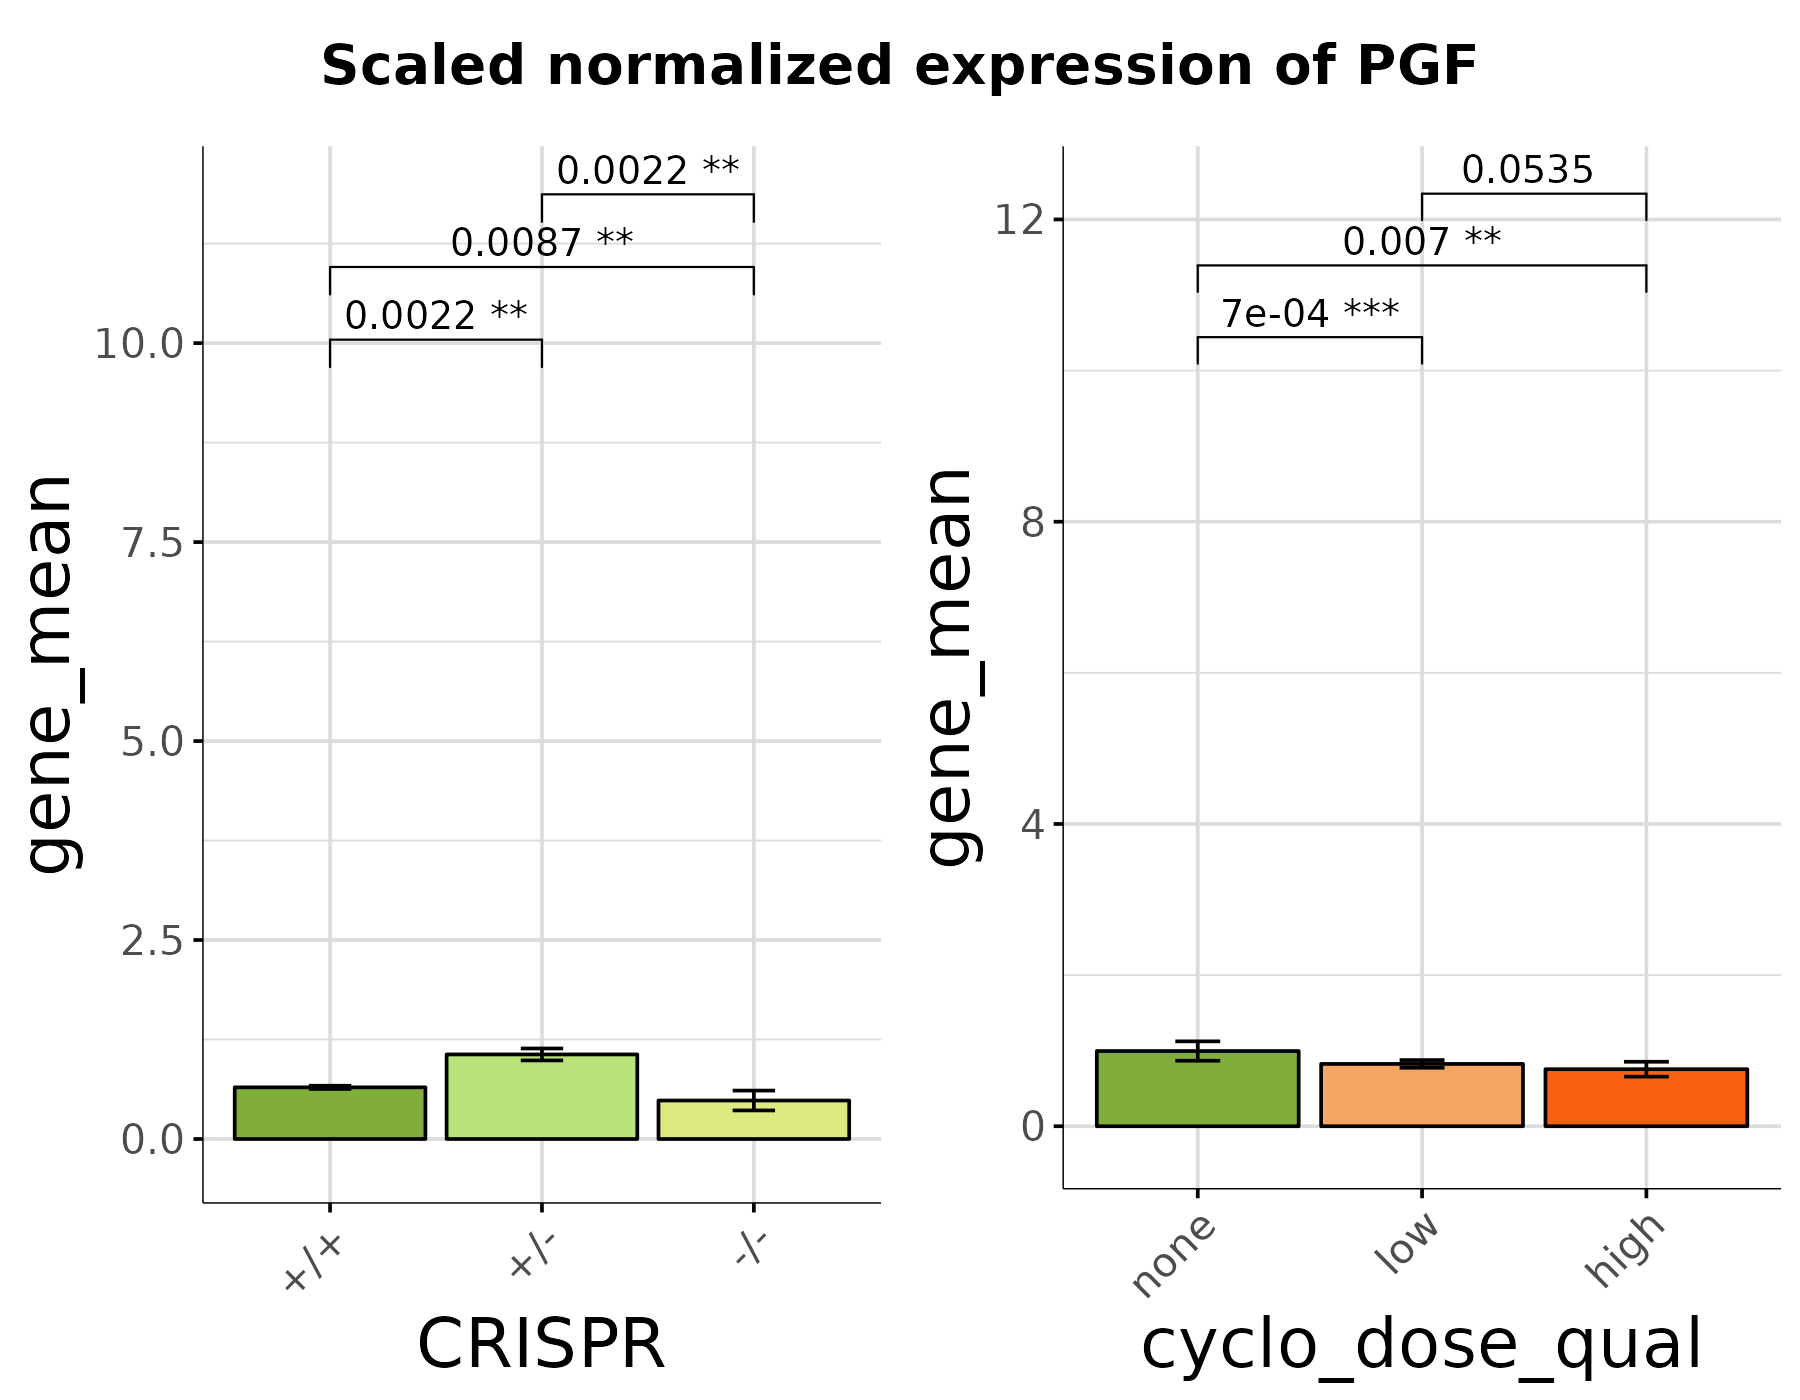 Scaled normalized expression of PGF
0.0022 **
0.0087 **
0.0022 **
10.0
7.5
5.0
2.5
0.0
gene_mean
+/+
+/-
-/-
CRISPR
0.0535
0.007 **
7e-04 ***
12
8
4
0
gene_mean
none
low
high
cyclo_dose_qual